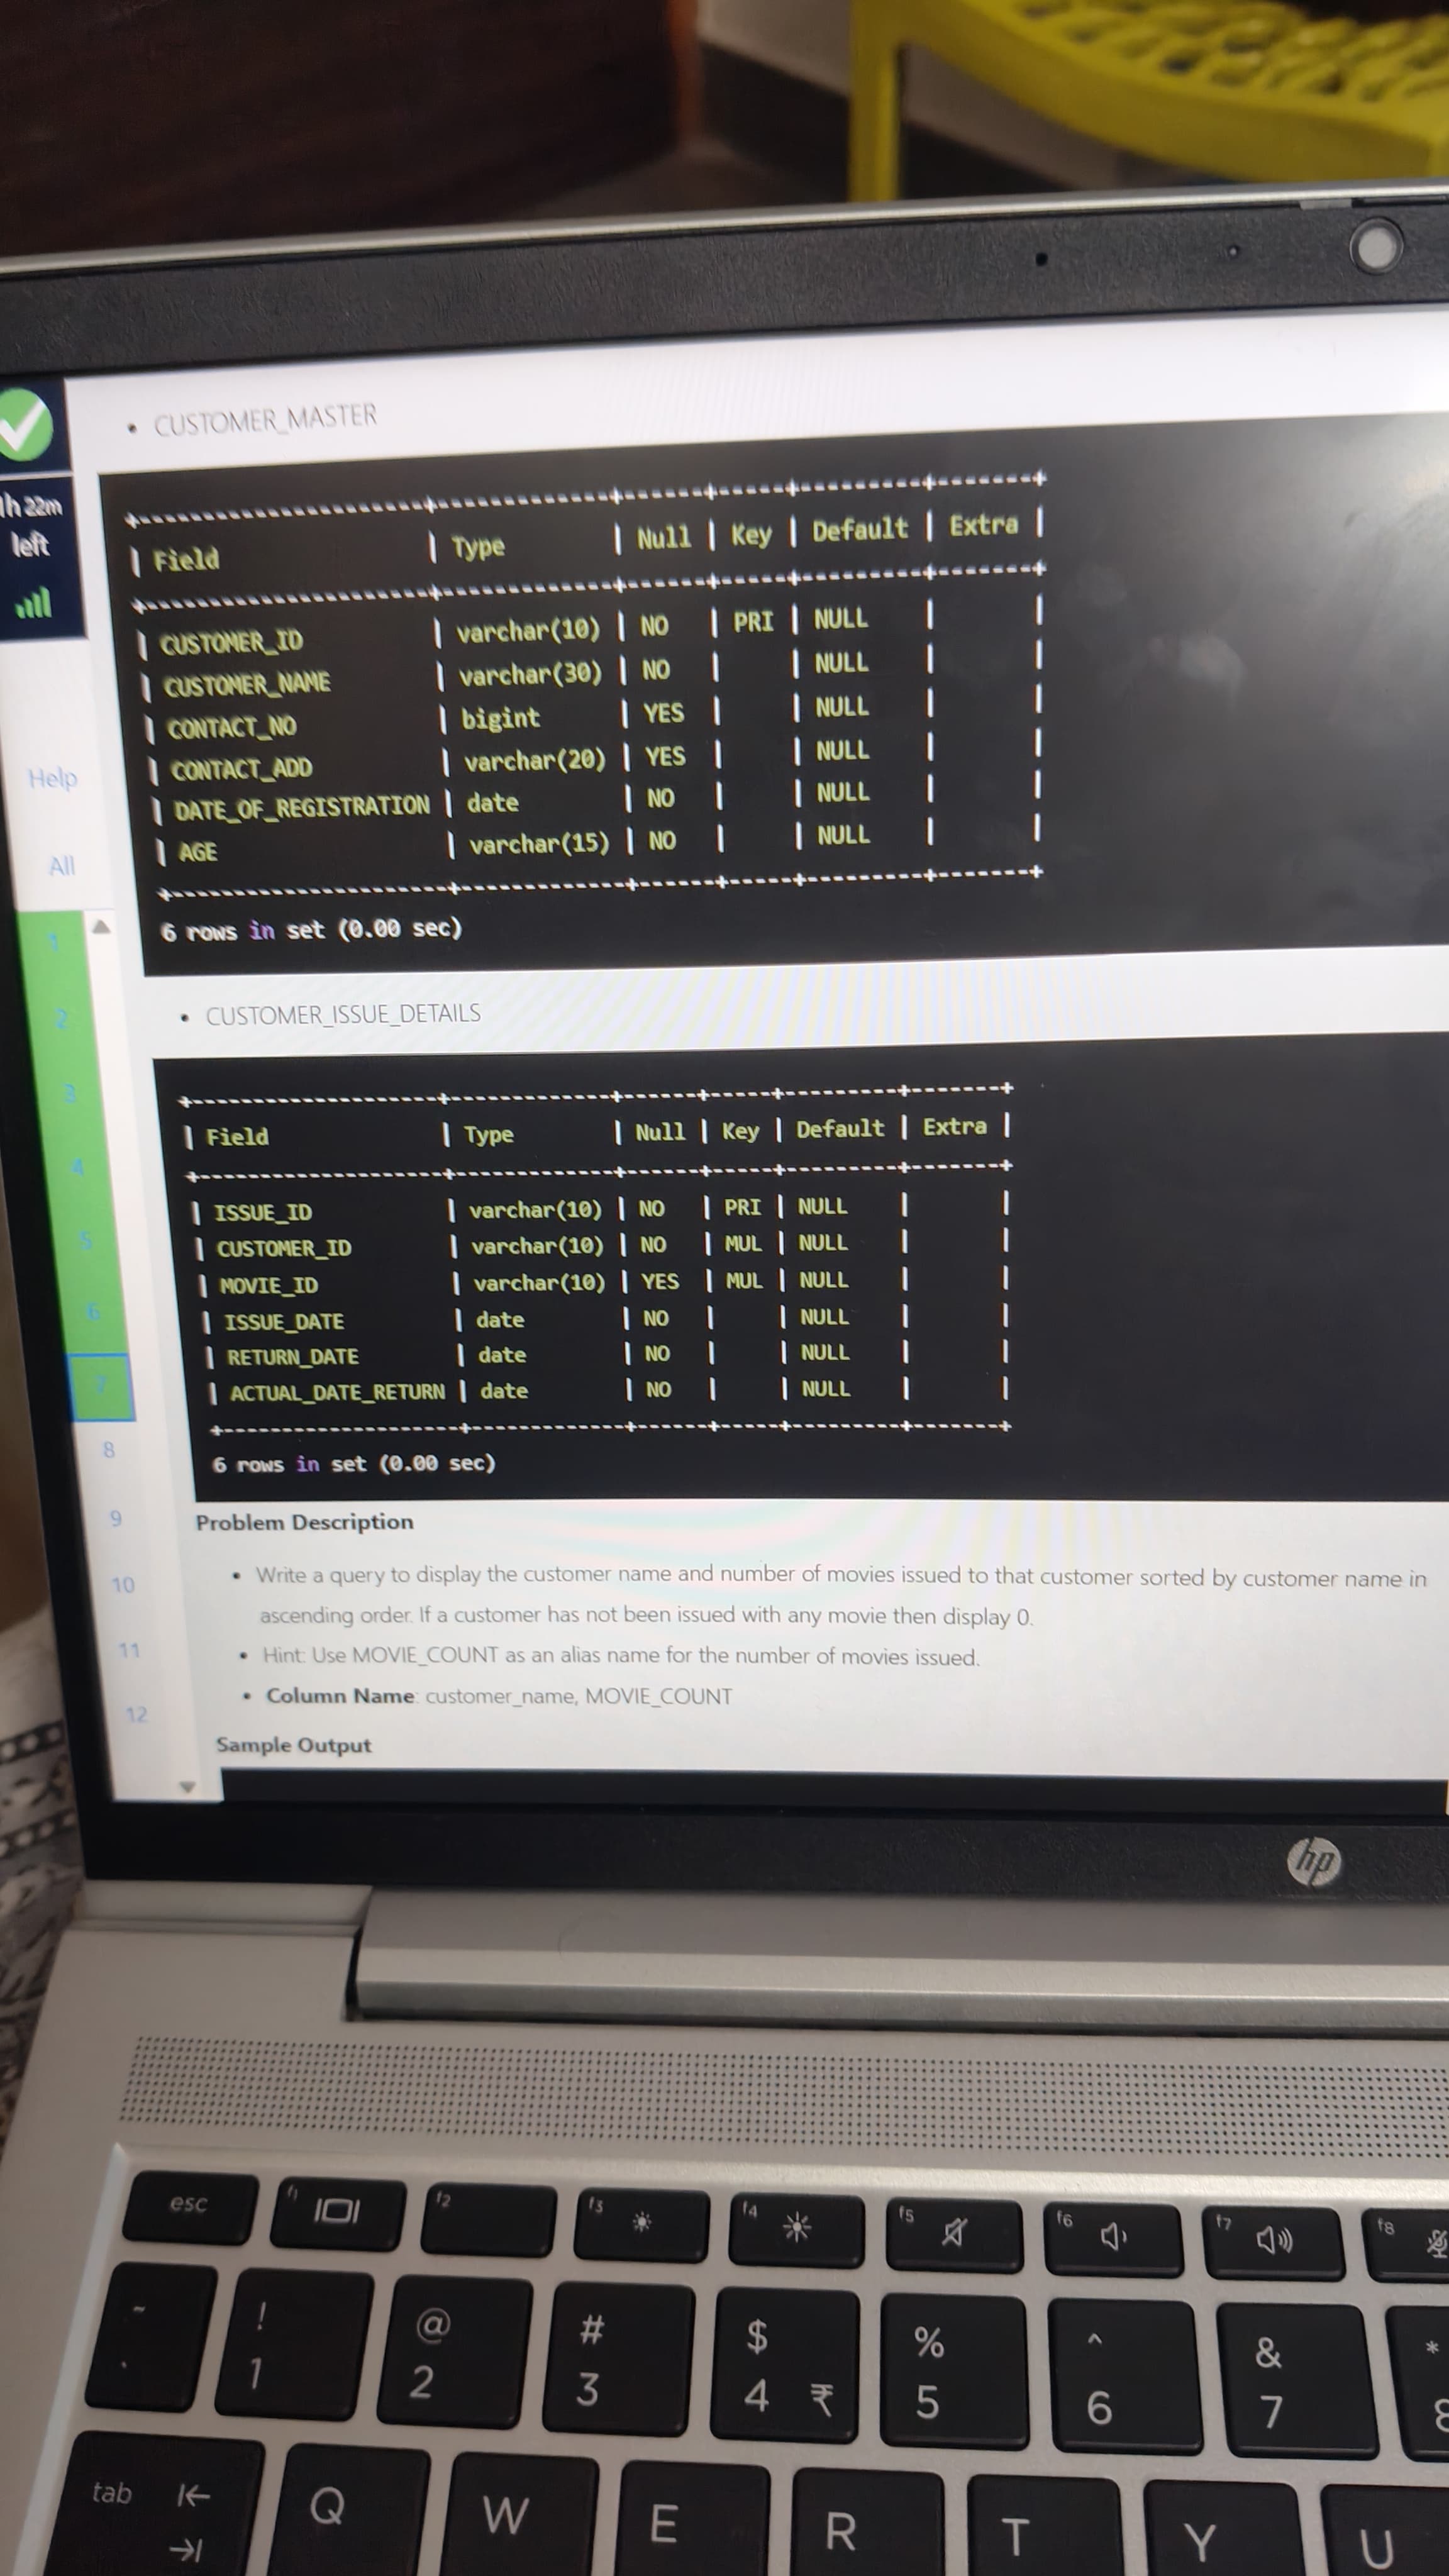 CUSTOMER_MASTER
1h 22m
left
| Field | Type | Null | Key | Default | Extra |
| CUSTOMER_ID | varchar(10) | NO | PRI | NULL | |
| CUSTOMER_NAME | varchar(30) | NO | | NULL | |
| CONTACT_NO | bigint | YES | | NULL | |
| CONTACT_ADD | varchar(20) | YES | | NULL | |
| DATE_OF_REGISTRATION | date | NO | | NULL | |
| AGE | varchar(15) | NO | | NULL | |
6 rows in set (0.00 sec)
Help
All
1
2
3
4
5
6
7
8
9
10
11
12
CUSTOMER_ISSUE_DETAILS
| Field | Type | Null | Key | Default | Extra |
| ISSUE_ID | varchar(10) | NO | PRI | NULL | |
| CUSTOMER_ID | varchar(10) | NO | MUL | NULL | |
| MOVIE_ID | varchar(10) | YES | MUL | NULL | |
| ISSUE_DATE | date | NO | | NULL | |
| RETURN_DATE | date | NO | | NULL | |
| ACTUAL_DATE_RETURN | date | NO | | NULL | |
6 rows in set (0.00 sec)
Problem Description
Write a query to display the customer name and number of movies issued to that customer sorted by customer name in
ascending order. If a customer has not been issued with any movie then display 0.
Hint: Use MOVIE_COUNT as an alias name for the number of movies issued.
Column Name: customer_name, MOVIE_COUNT
Sample Output
hp
esc f1 f2 f3 f4 f5 f6 f7 f8
~ ! @ # $ % ^ & *
1 2 3 4 ₹ 5 6 7 8
tab Q W E R T Y U